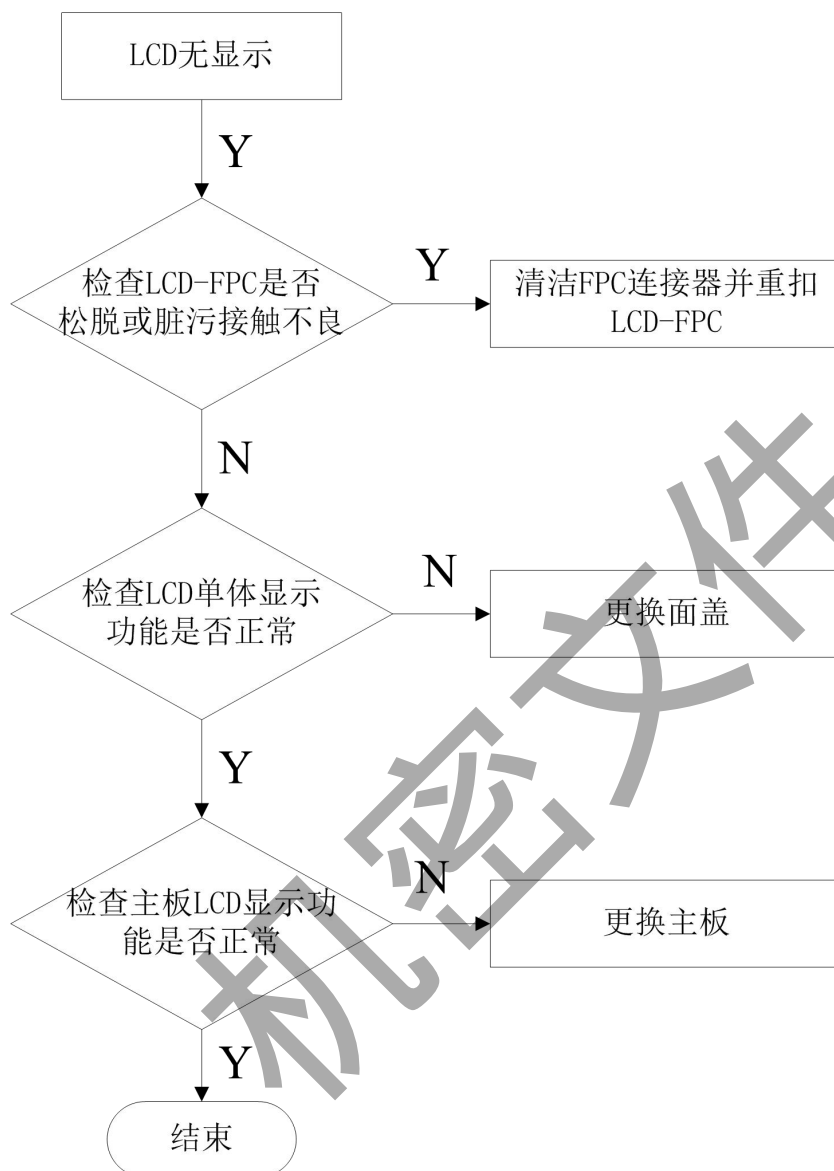 LCD无显示
Y
检查LCD-FPC是否
松脱或脏污接触不良
Y
清洁FPC连接器并重扣
LCD-FPC
N
检查LCD单体显示
功能是否正常
N
更换面盖
Y
检查主板LCD显示功
能是否正常
N
更换主板
Y
结束
机密文件